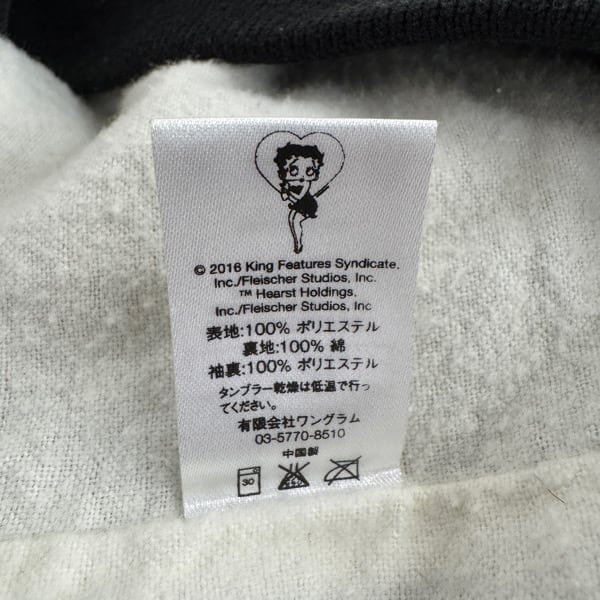 © 2016 King Features Syndicate.
Inc./Fleischer Studios, Inc.
™ Hearst Holdings.
Inc./Fleischer Studios, Inc
表地:100% ポリエステル
裏地:100% 綿
袖裏:100% ポリエステル
タンブラー乾燥は低温で行っ
てください。
有限会社ワングラム
03-5770-8510
中国製
30